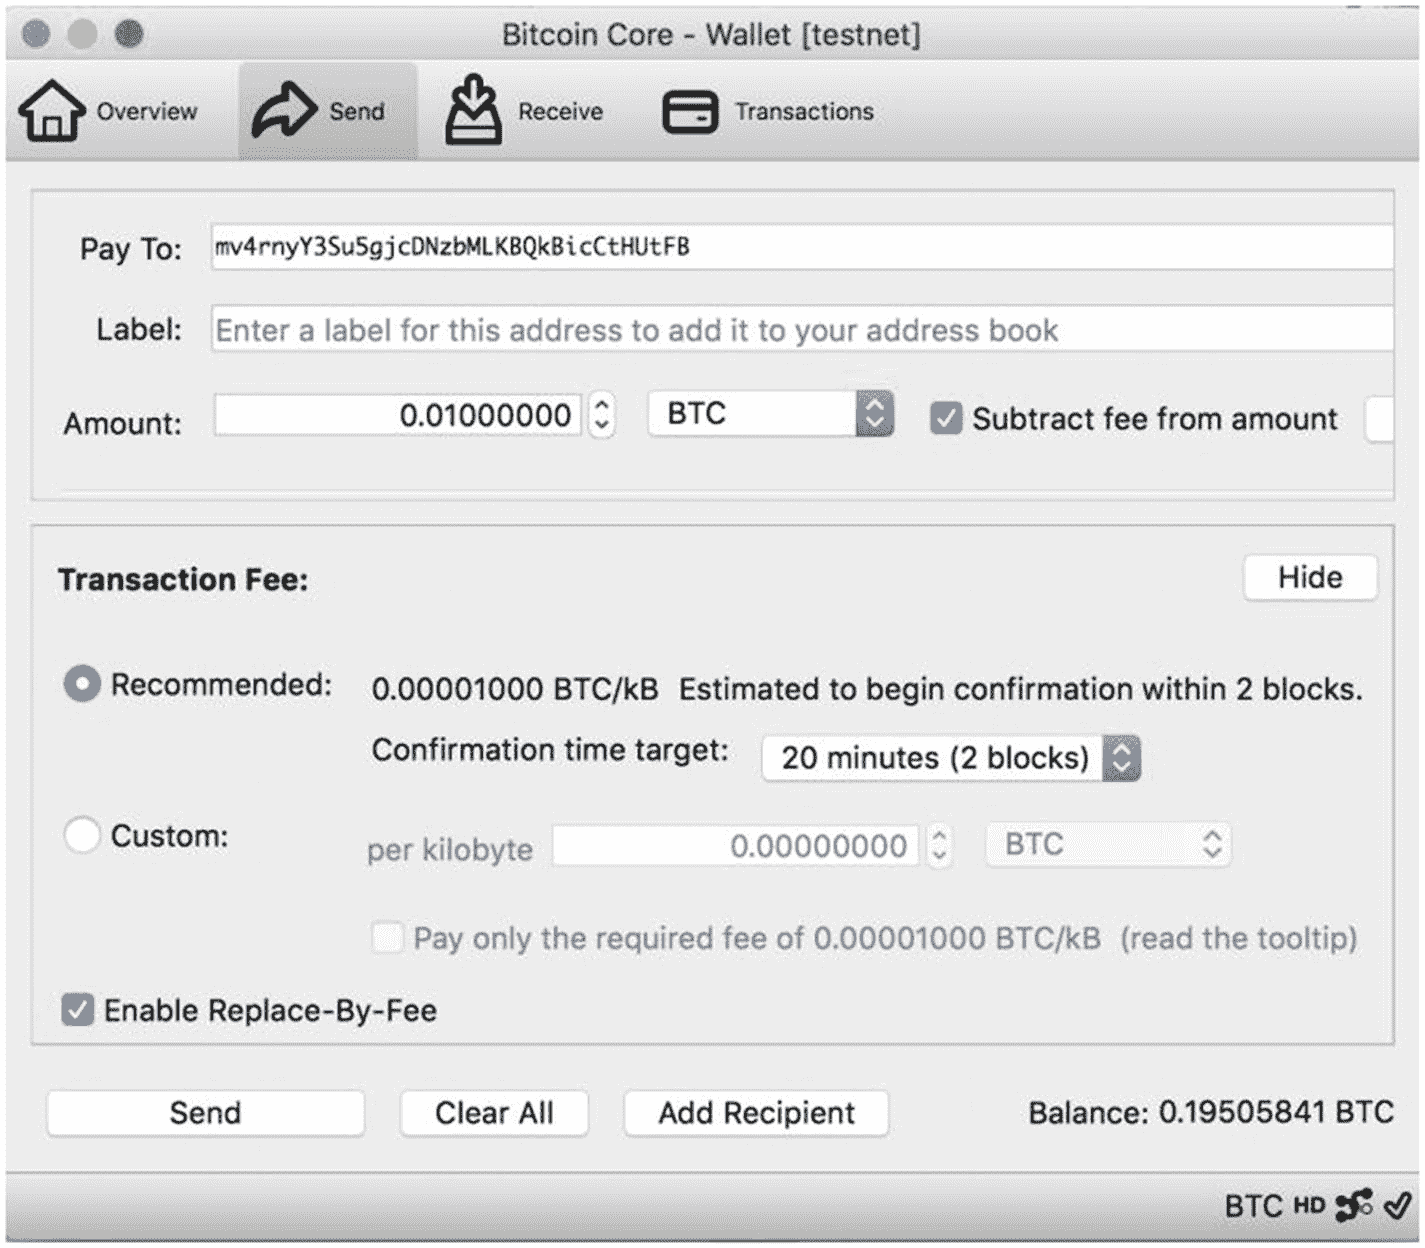 Bitcoin Core - Wallet [testnet]
Overview Send Receive Transactions
Pay To: mv4rnyY3Su5gjcDNzbMLKBQkBicCtHUtFB
Label: Enter a label for this address to add it to your address book
Amount: 0.01000000 BTC Subtract fee from amount
Transaction Fee: Hide
Recommended: 0.00001000 BTC/kB Estimated to begin confirmation within 2 blocks.
Confirmation time target: 20 minutes (2 blocks)
Custom: per kilobyte 0.00000000 BTC
Pay only the required fee of 0.00001000 BTC/kB (read the tooltip)
Enable Replace-By-Fee
Send Clear All Add Recipient Balance: 0.19505841 BTC
BTC HD